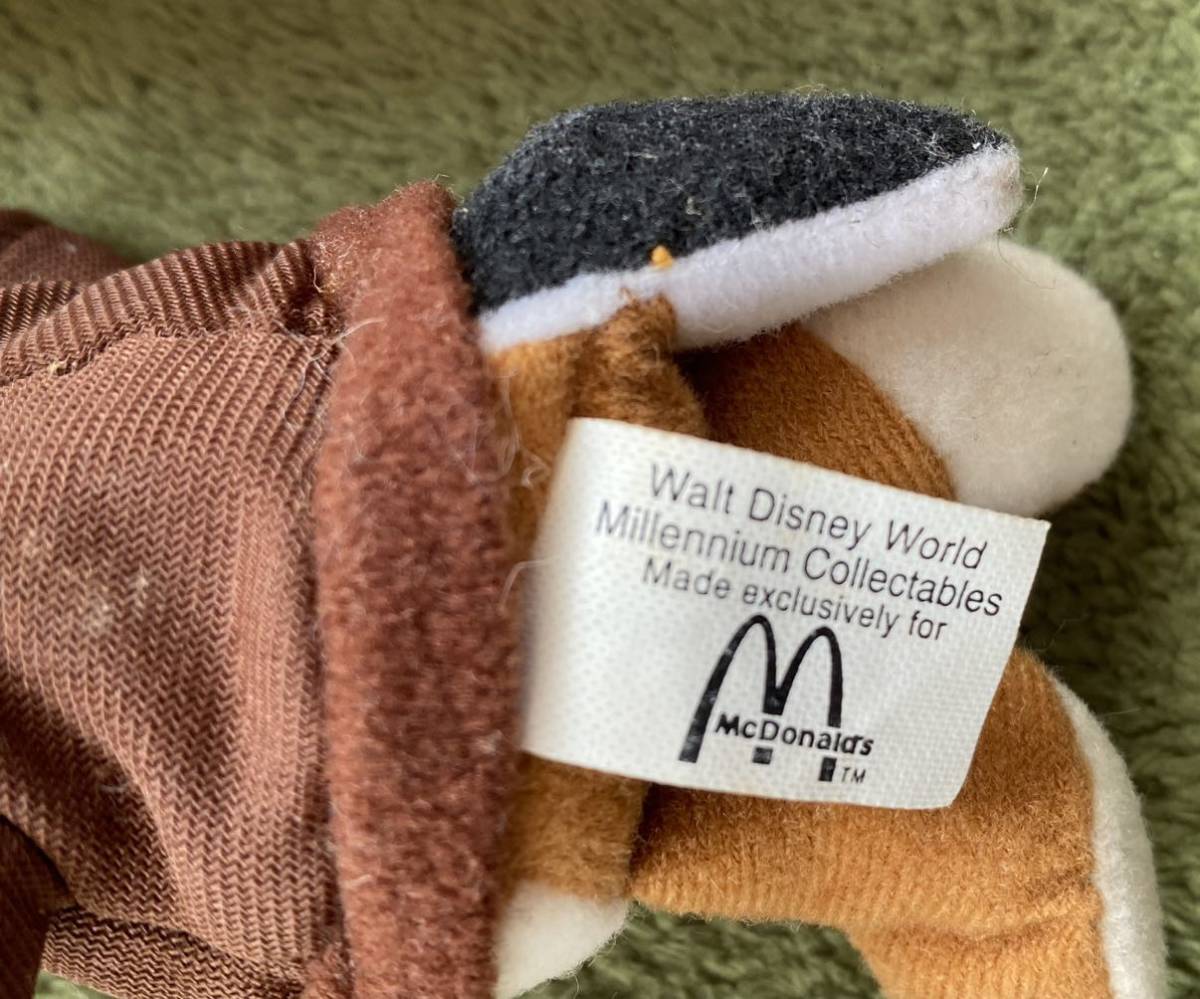 Walt Disney World
Millennium Collectables
Made exclusively for
McDonald's
TM